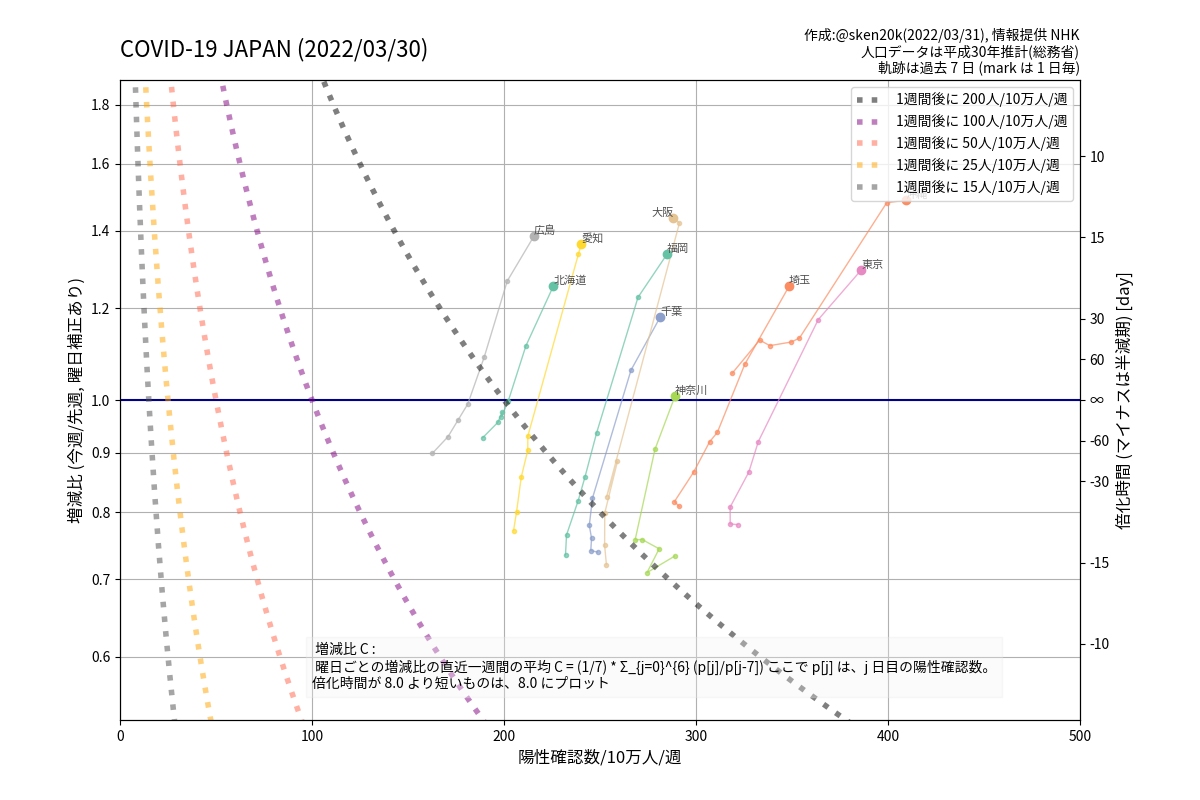 COVID-19 JAPAN (2022/03/30)
作成:@sken20k(2022/03/31), 情報提供 NHK
人口データは平成30年推計(総務省)
軌跡は過去 7 日 (mark は 1 日毎)
1週間後に 200人/10万人/週
1週間後に 100人/10万人/週
1週間後に 50人/10万人/週
1週間後に 25人/10万人/週
1週間後に 15人/10万人/週
増減比 (今週/先週, 曜日補正あり)
1.8
1.6
1.4
1.2
1.0
0.9
0.8
0.7
0.6
大阪
広島
愛知
福岡
東京
北海道
埼玉
千葉
神奈川
10
15
30
60
∞
-60
-30
-15
-10
倍化時間 (マイナスは半減期) [day]
増減比 C :
曜日ごとの増減比の直近一週間の平均 C = (1/7) * Σ_{j=0}^{6} (p[j]/p[j-7]) ここで p[j] は、j 日目の陽性確認数。
倍化時間が 8.0 より短いものは、8.0 にプロット
0
100
200
300
400
500
陽性確認数/10万人/週